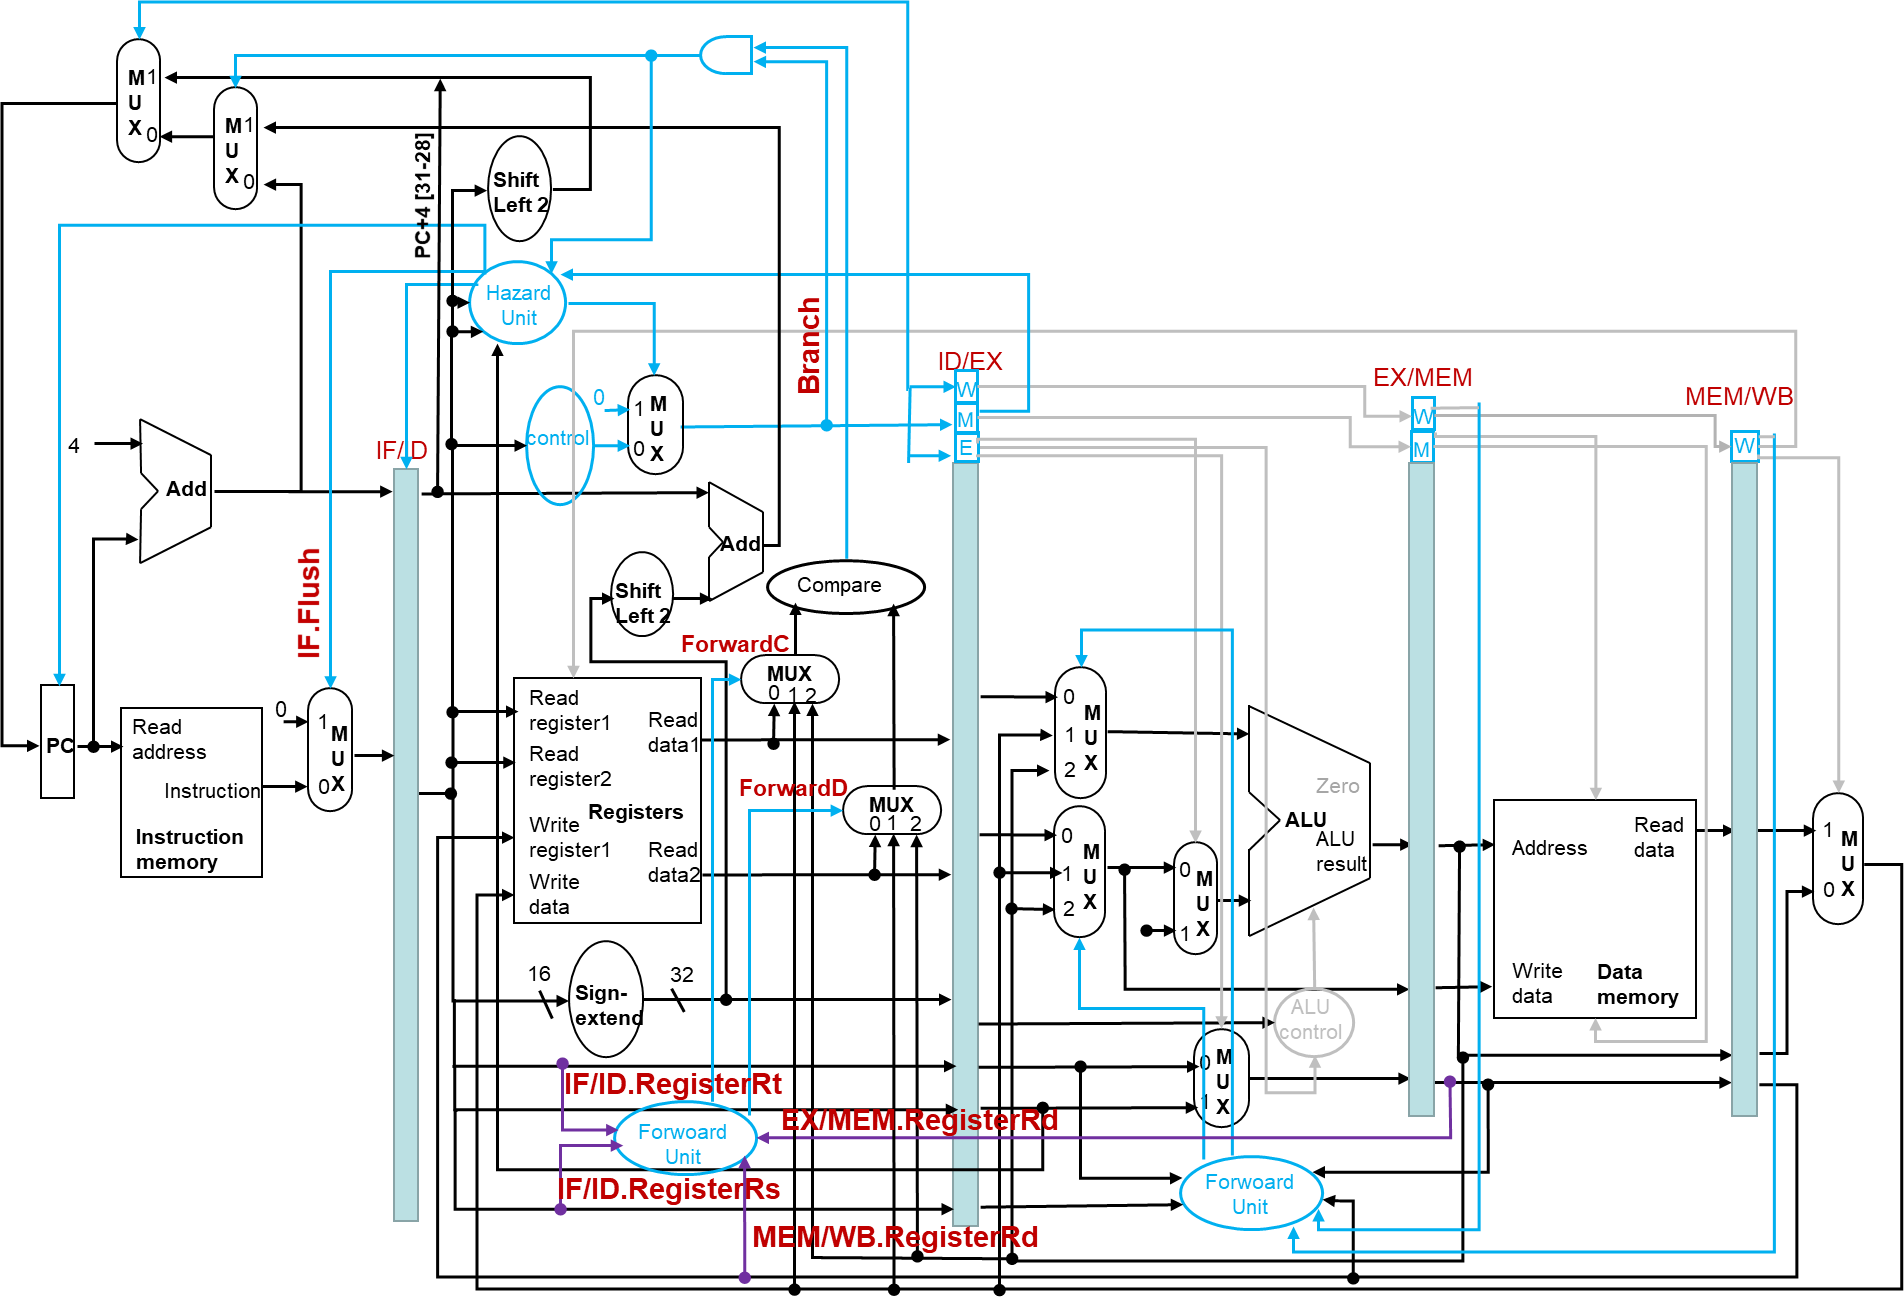 M 1
U
X 0
M 1
U
X 0
PC+4 [31-28]
Shift
Left 2
Hazard
Unit
Branch
ID/EX
EX/MEM
MEM/WB
W
M
E
W
M
W
0
control
1 M
U
0 X
4
Add
IF/ID
Add
Compare
IF.Flush
Shift
Left 2
ForwardC
MUX
0 1 2
PC
Read
address
Instruction
Instruction
memory
0
1 M
U
0 X
Read
register1
Read
register2
Write
register1
Write
data
Registers
Read
data1
Read
data2
ForwardD
MUX
0 1 2
0
1 M
U
2 X
0
1 M
U
2 X
0
M
U
1 X
Zero
ALU
ALU
result
Address
Read
data
Write
data
Data
memory
1 M
U
0 X
16
Sign-
extend
32
ALU
control
0 M
U
1 X
IF/ID.RegisterRt
EX/MEM.RegisterRd
Forwoard
Unit
IF/ID.RegisterRs
MEM/WB.RegisterRd
Forwoard
Unit